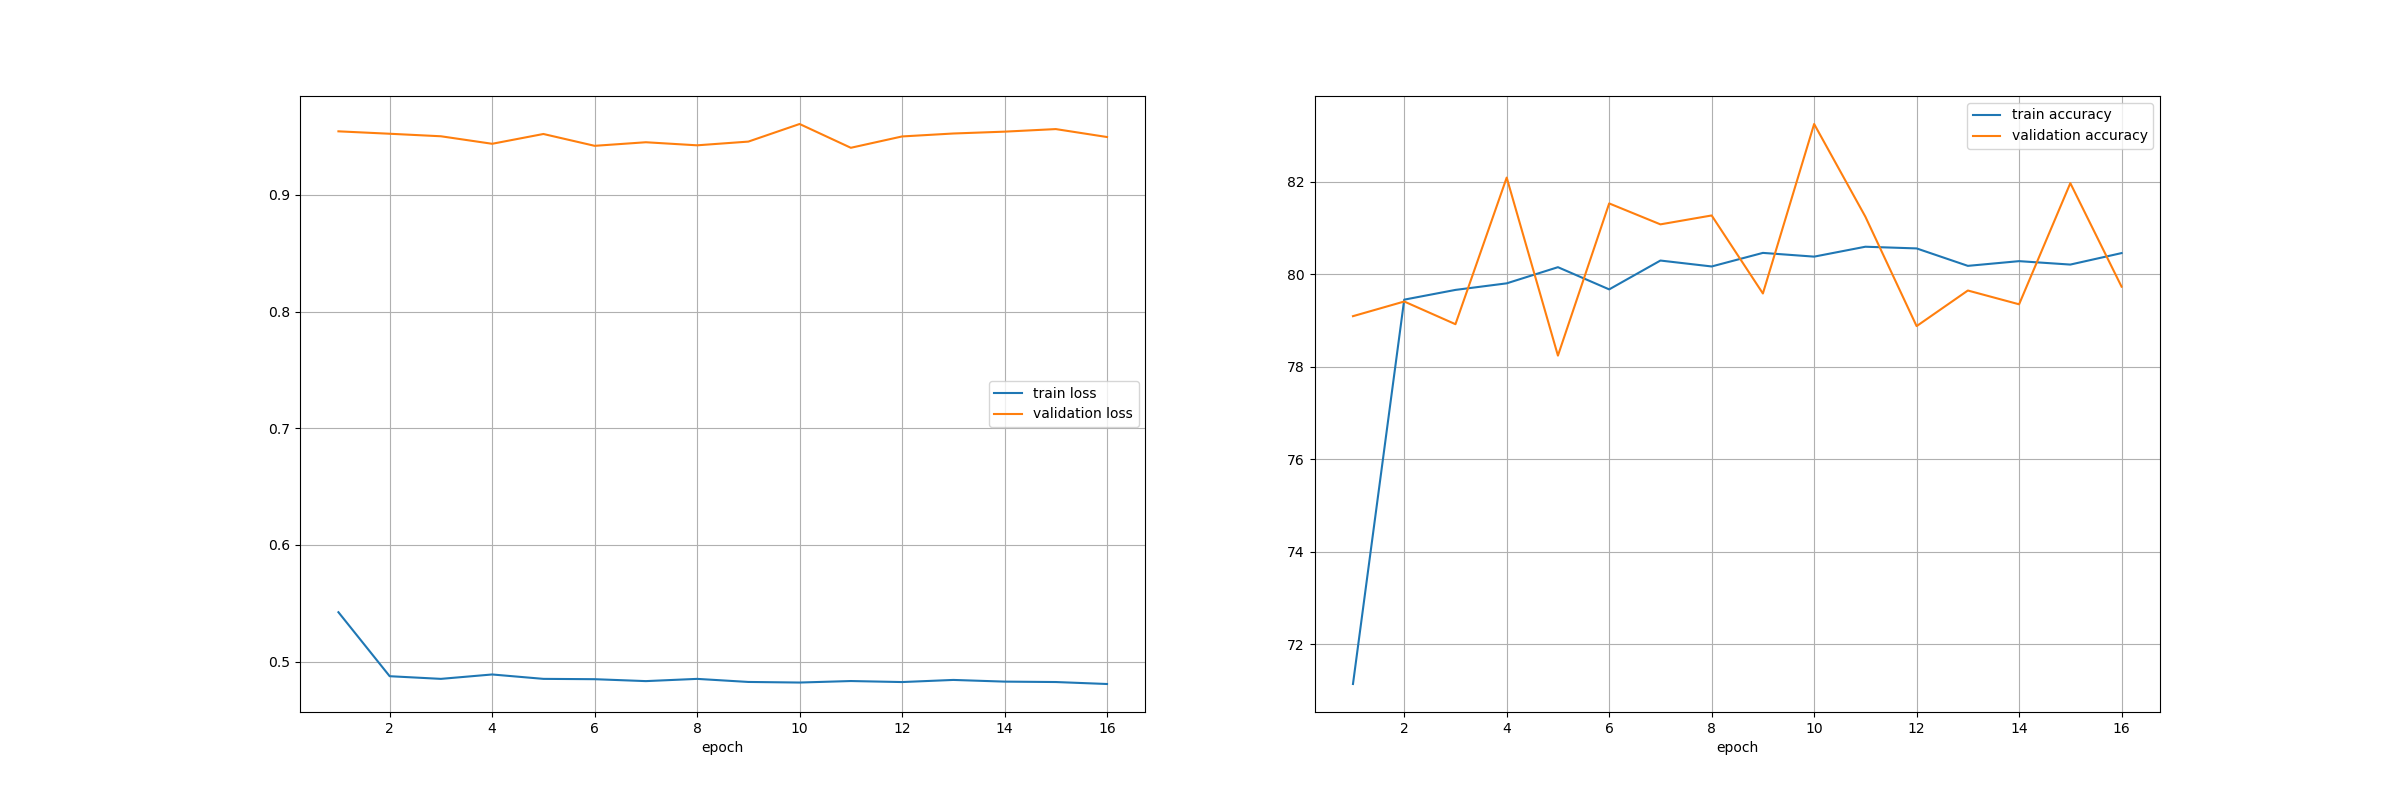 0.9
0.8
0.7
0.6
0.5
2 4 6 8 10 12 14 16
epoch
train loss
validation loss
82
80
78
76
74
72
2 4 6 8 10 12 14 16
epoch
train accuracy
validation accuracy